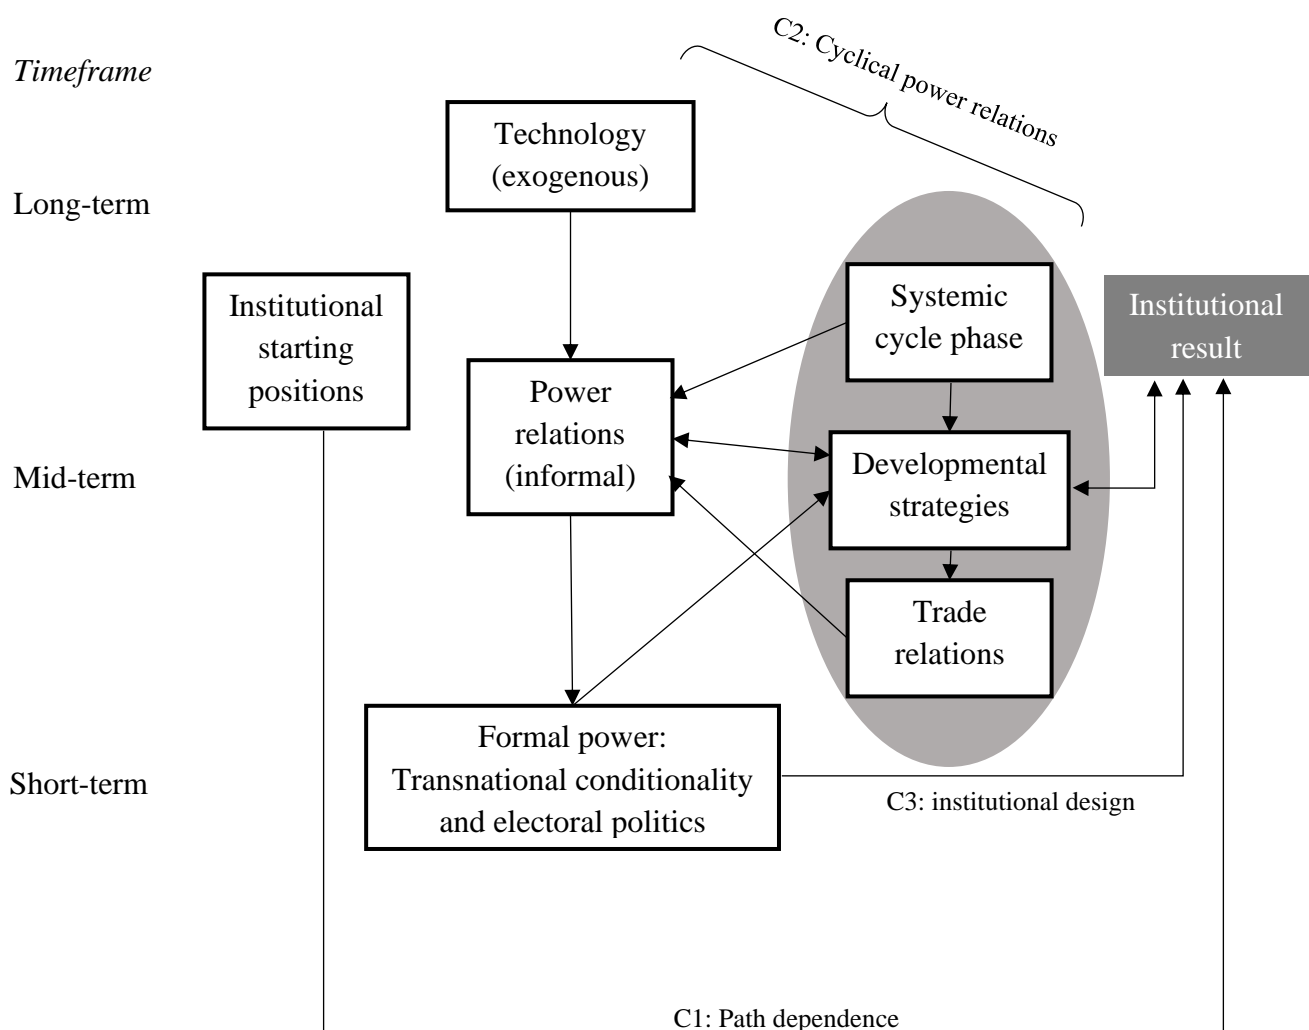 C2: Cyclical power relations
Timeframe
Technology
(exogenous)
Long-term
Institutional
starting
positions
Systemic
cycle phase
Institutional
result
Power
relations
(informal)
Mid-term
Developmental
strategies
Trade
relations
Formal power:
Transnational conditionality
and electoral politics
Short-term
C3: institutional design
C1: Path dependence